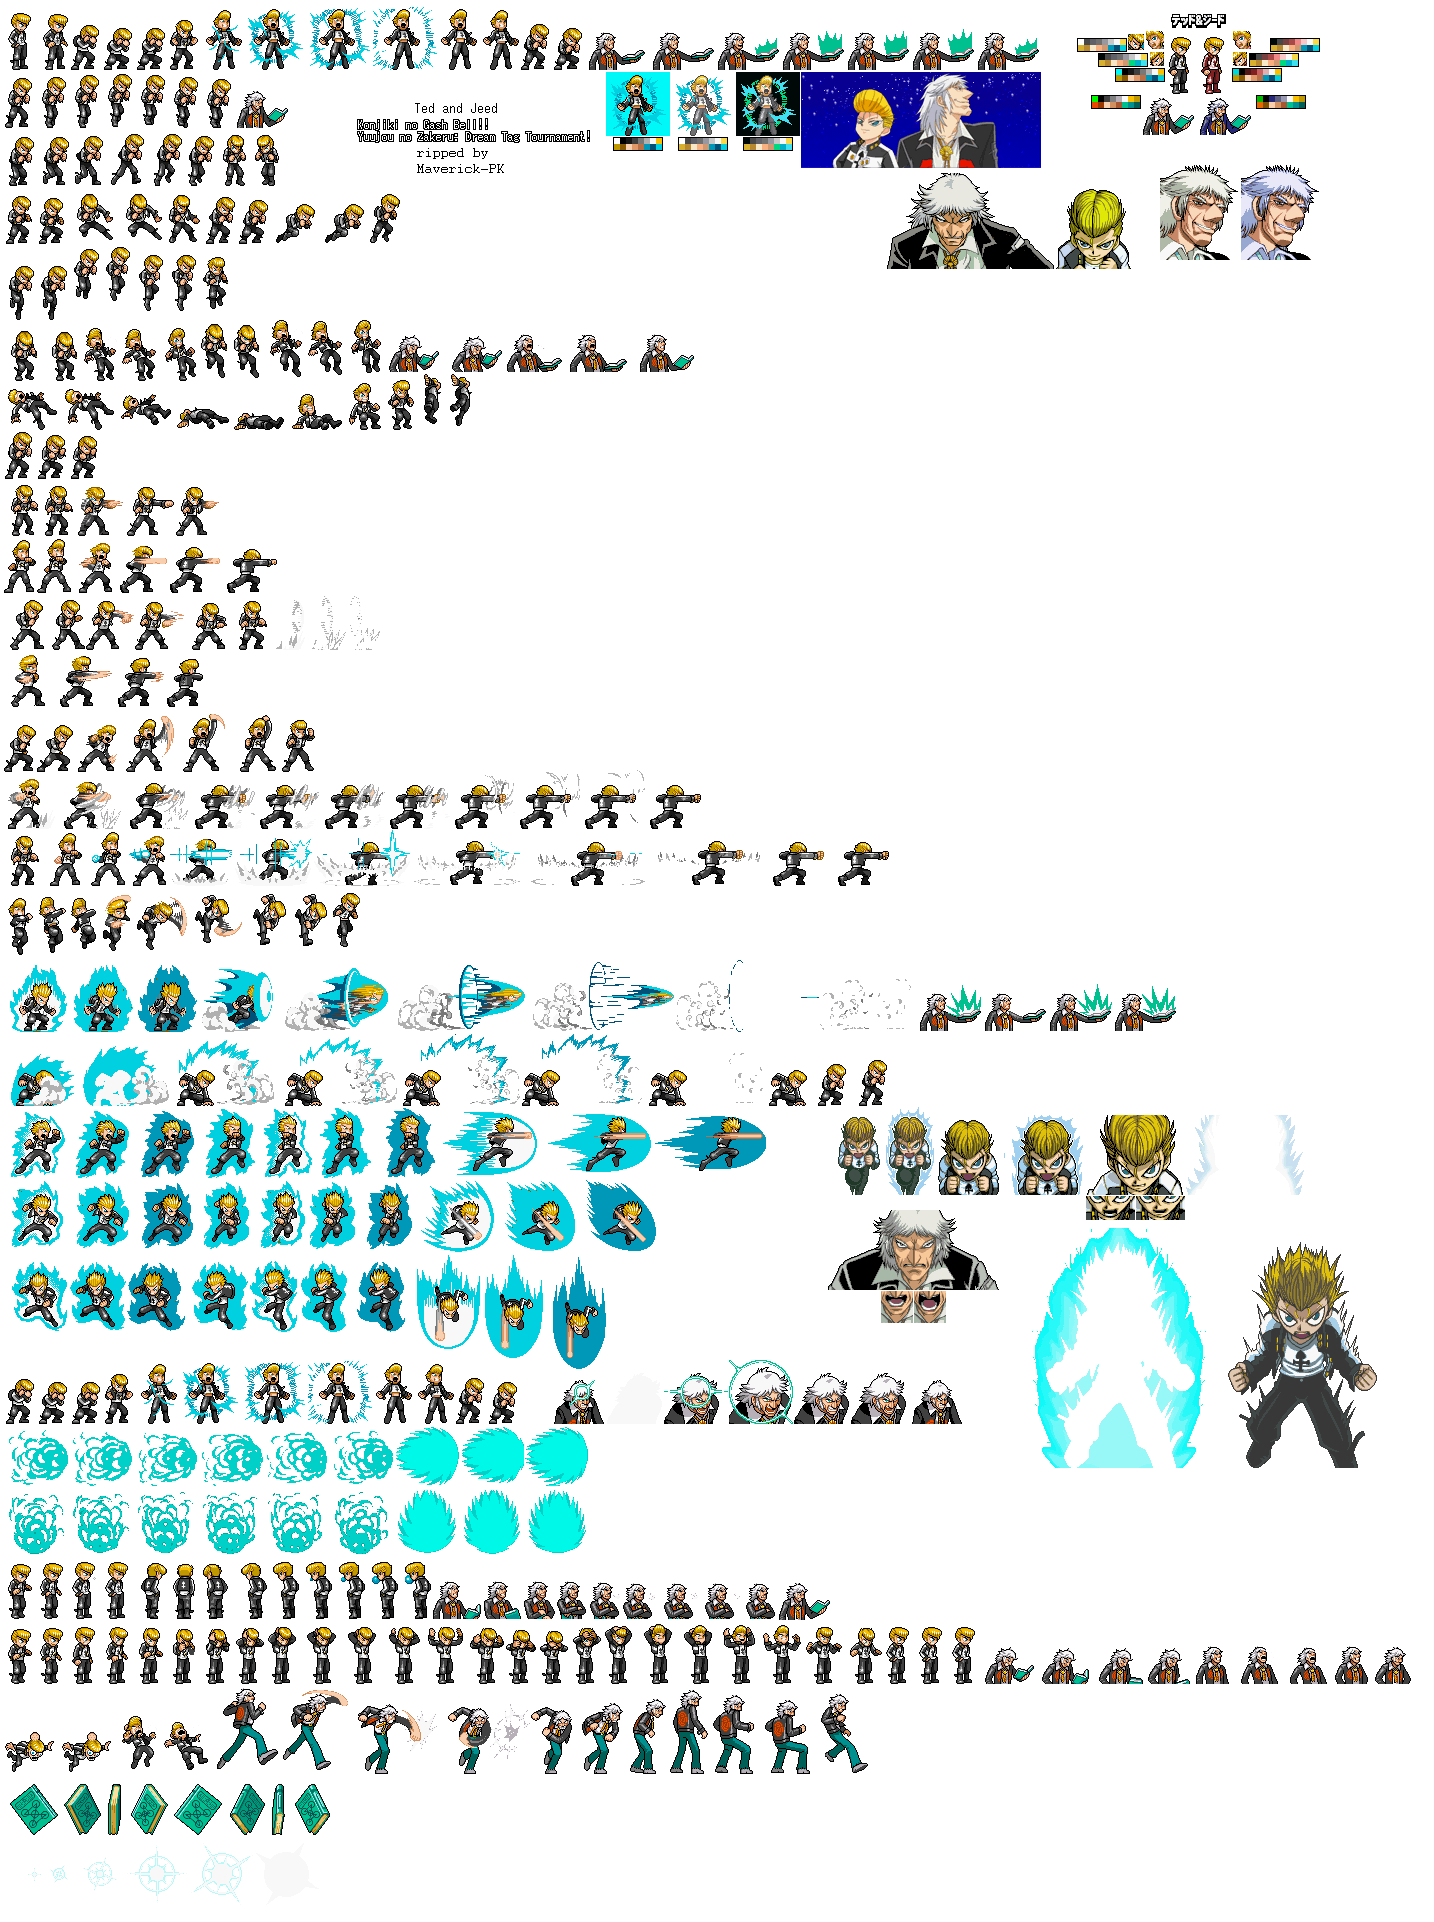 テッド&ジード
Ted and Jeed
Konjiki no Gash Bell!!
Yuujou no Zakeru: Dream Tag Tournament!
ripped by
Maverick-PK